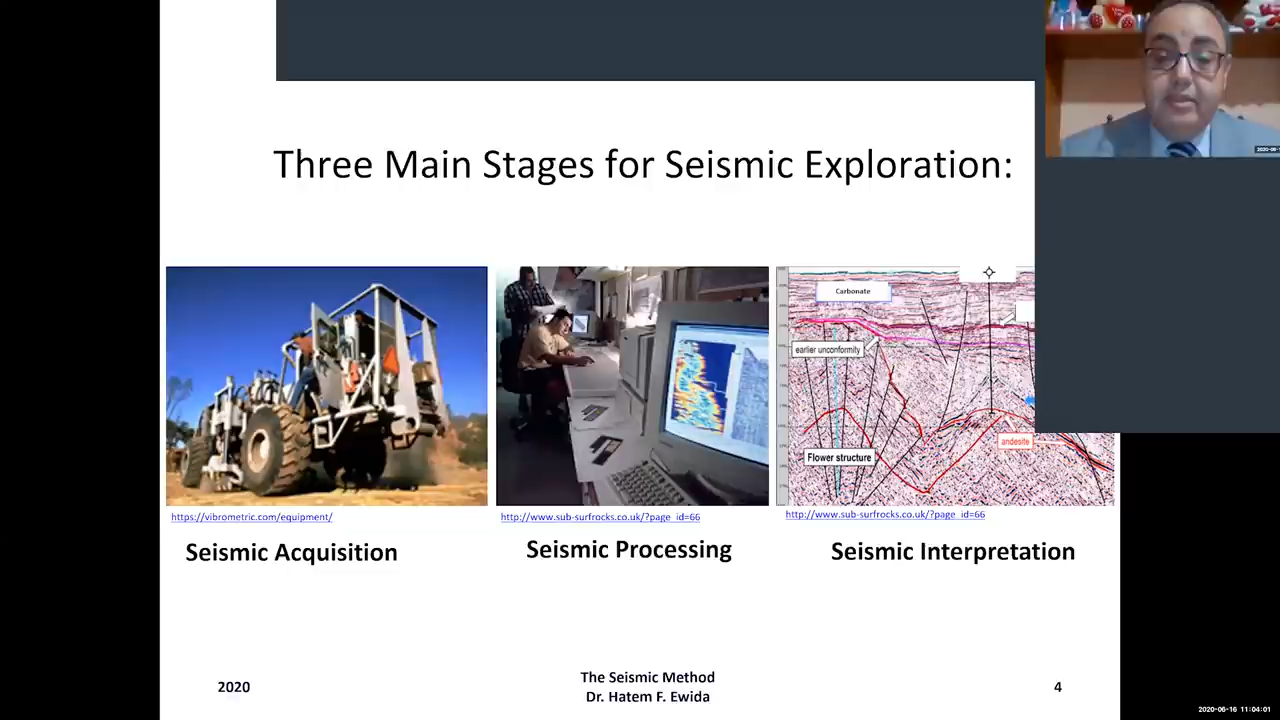 Three Main Stages for Seismic Exploration:
Carbonate
earlier unconformity
Flower structure
andesite
https://vibrometric.com/equipment/
http://www.sub-surfrocks.co.uk/?page_id=66
http://www.sub-surfrocks.co.uk/?page_id=66
Seismic Acquisition
Seismic Processing
Seismic Interpretation
2020
The Seismic Method
Dr. Hatem F. Ewida
4
2020-06-16 11:04:01